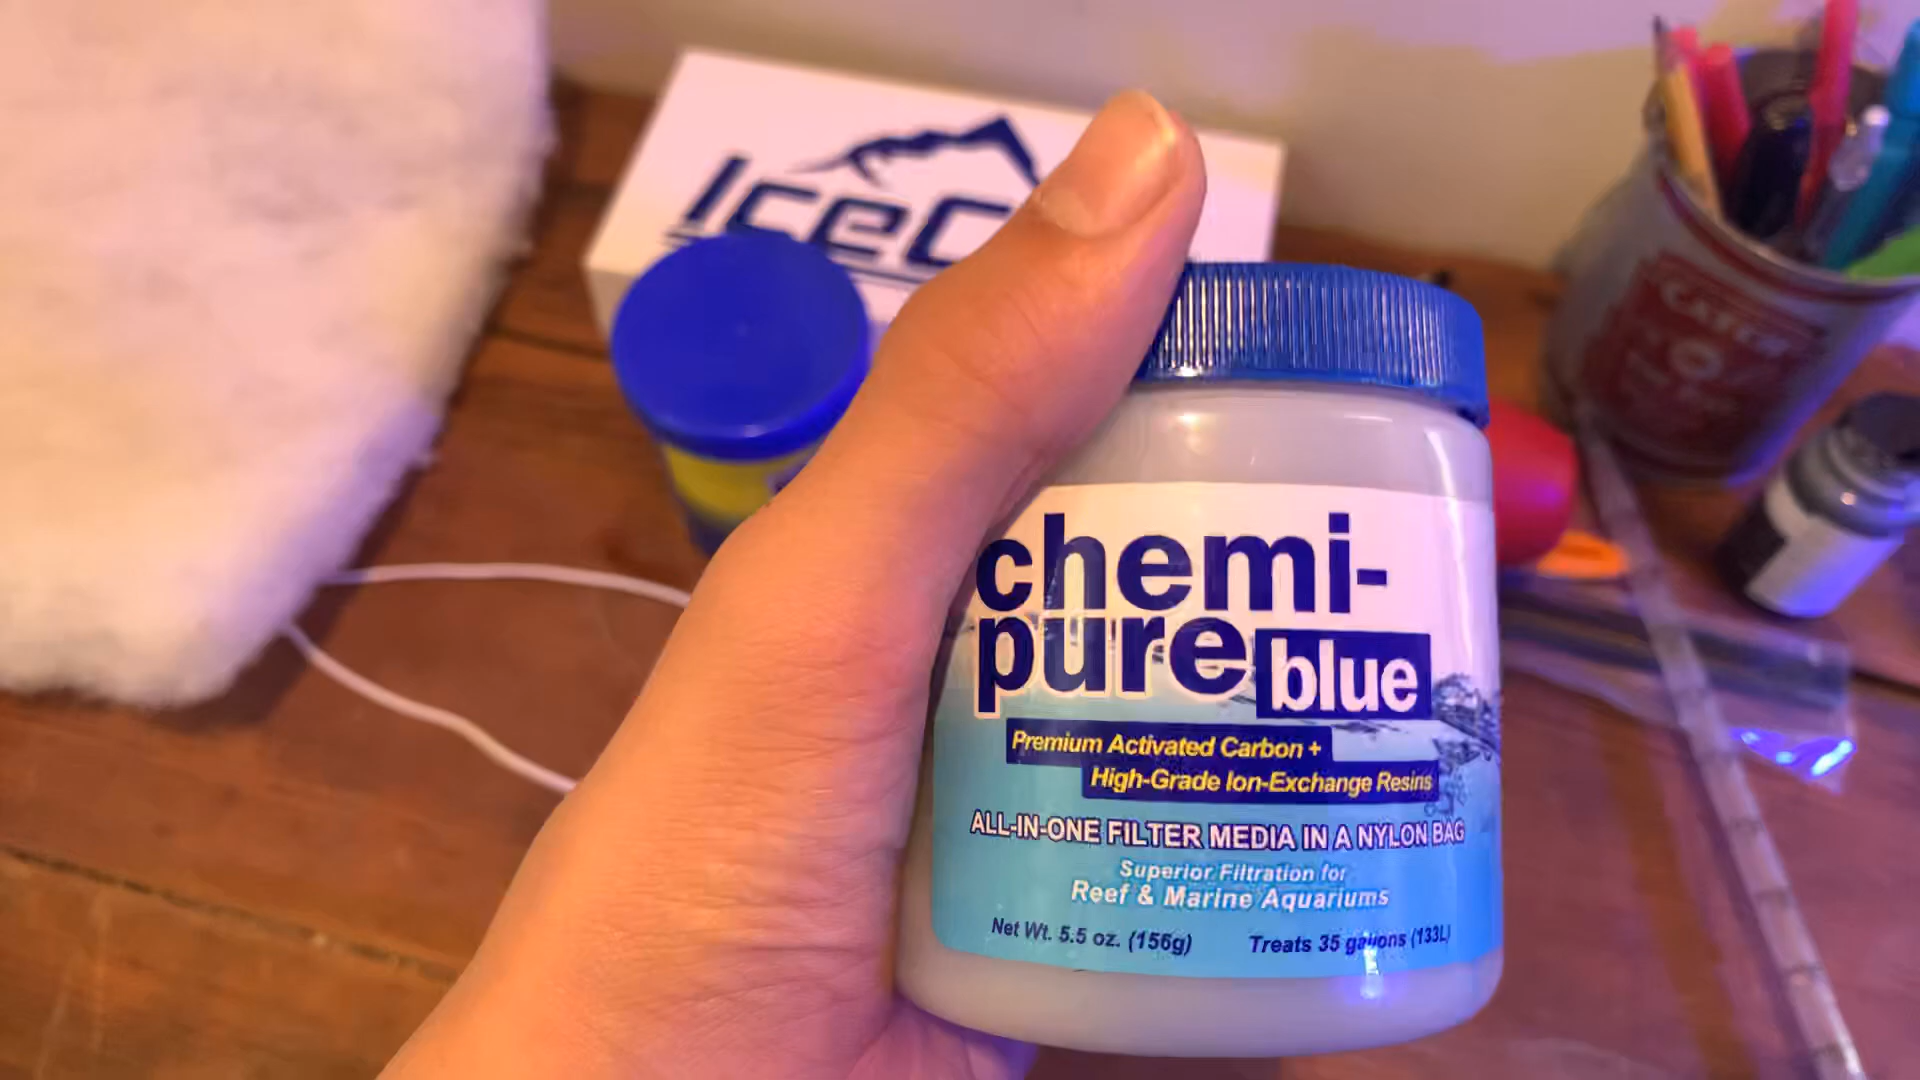 IceC
chemi-
pure blue
Premium Activated Carbon +
High-Grade Ion-Exchange Resins
ALL-IN-ONE FILTER MEDIA IN A NYLON BAG
Superior Filtration for
Reef & Marine Aquariums
Net Wt. 5.5 oz. (156g) Treats 35 gallons (133L)